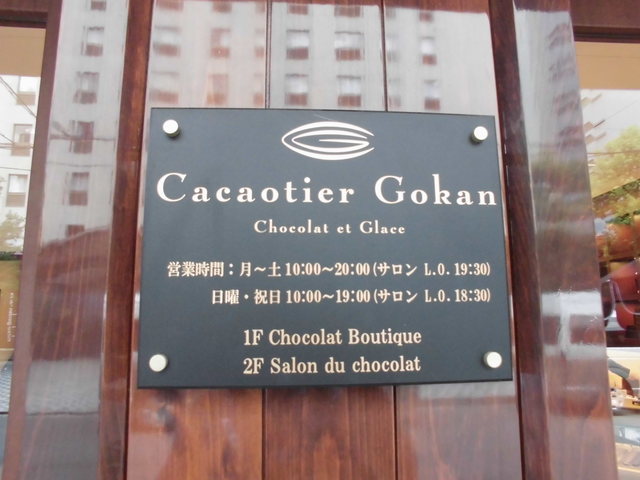 Cacaotier Gokan
Chocolat et Glace
営業時間：月～土 10:00～20:00 (サロン L.O. 19:30)
日曜・祝日 10:00～19:00 (サロン L.O. 18:30)
1F Chocolat Boutique
2F Salon du chocolat